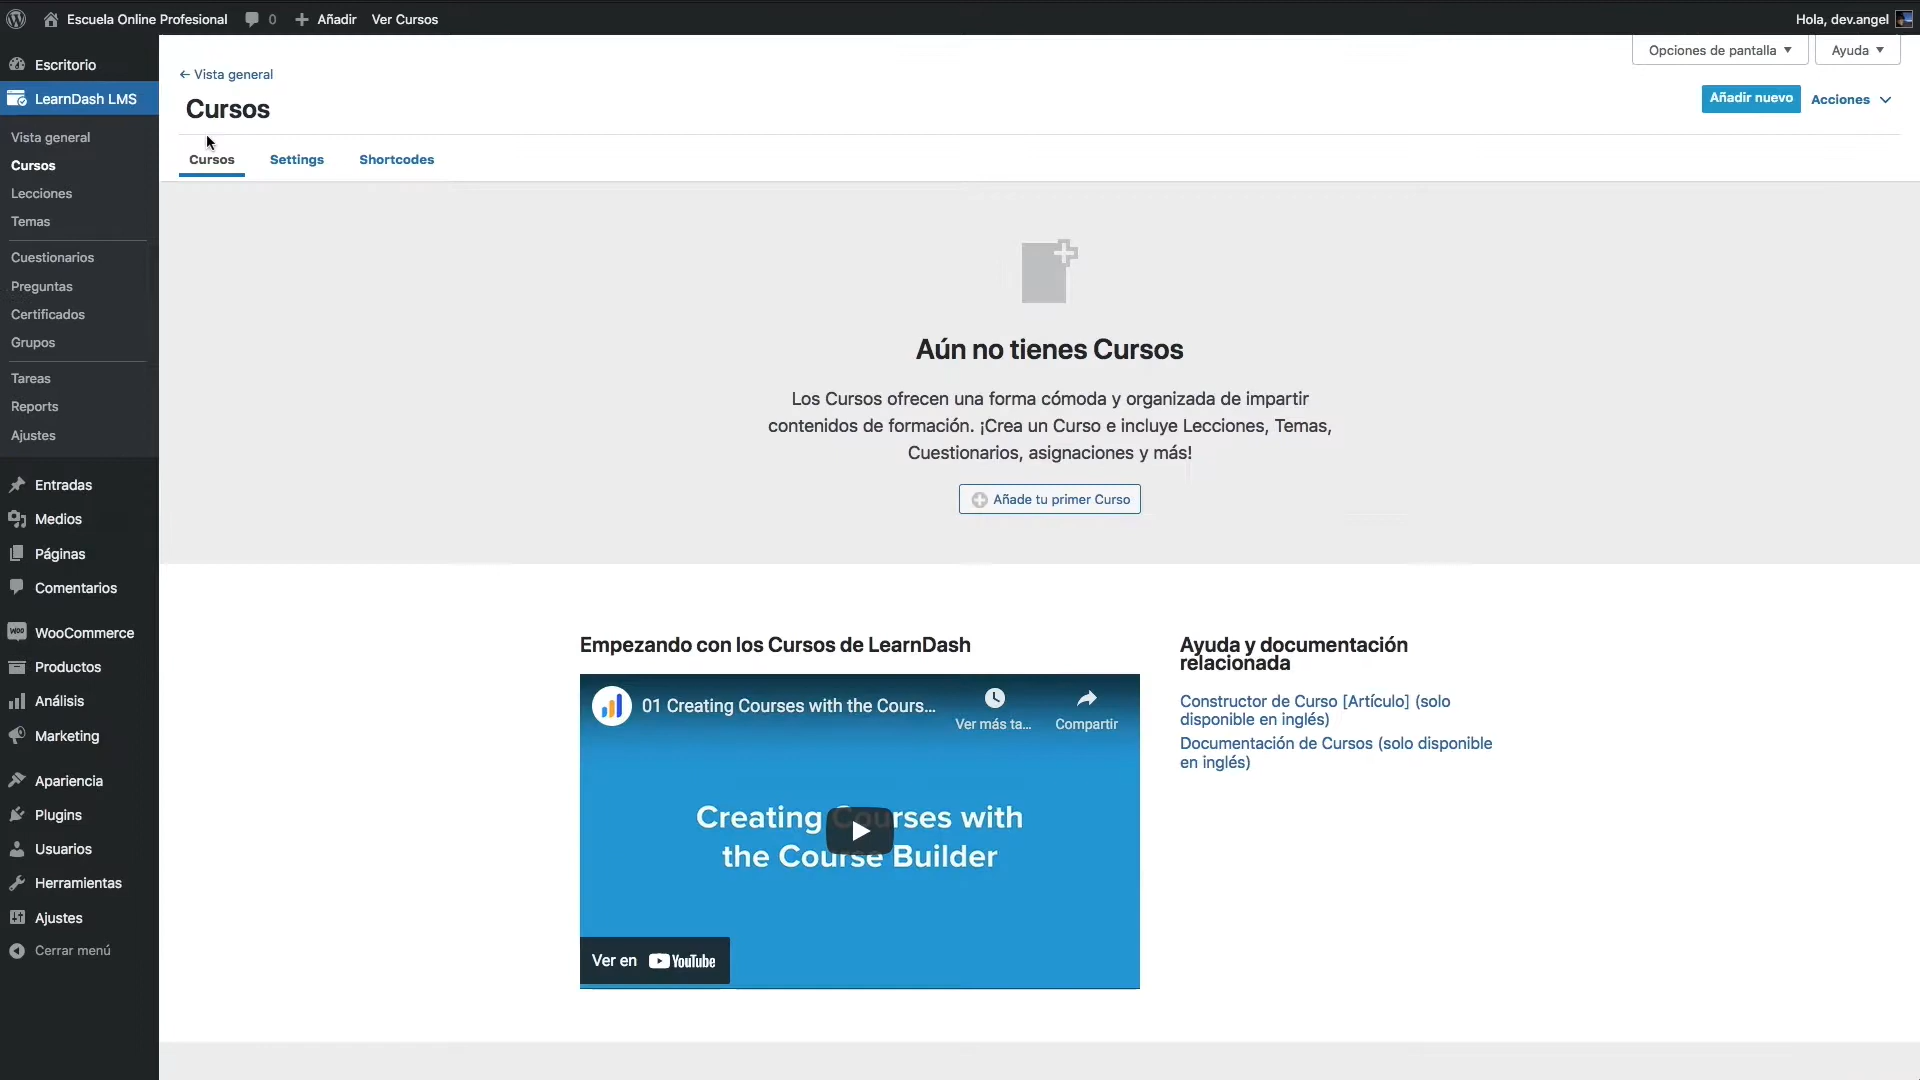 Escuela Online Profesional 0 Añadir Ver Cursos Hola, dev.angel
Escritorio
LearnDash LMS
Vista general
Cursos
Lecciones
Temas
Cuestionarios
Preguntas
Certificados
Grupos
Tareas
Reports
Ajustes
Entradas
Medios
Páginas
Comentarios
WooCommerce
Productos
Análisis
Marketing
Apariencia
Plugins
Usuarios
Herramientas
Ajustes
Cerrar menú
Opciones de pantalla Ayuda
← Vista general
Cursos
Añadir nuevo Acciones
Cursos Settings Shortcodes
Aún no tienes Cursos
Los Cursos ofrecen una forma cómoda y organizada de impartir
contenidos de formación. ¡Crea un Curso e incluye Lecciones, Temas,
Cuestionarios, asignaciones y más!
Añade tu primer Curso
Empezando con los Cursos de LearnDash
01 Creating Courses with the Cours...
Ver más ta... Compartir
Creating Courses with
the Course Builder
Ver en YouTube
Ayuda y documentación
relacionada
Constructor de Curso [Artículo] (solo
disponible en inglés)
Documentación de Cursos (solo disponible
en inglés)